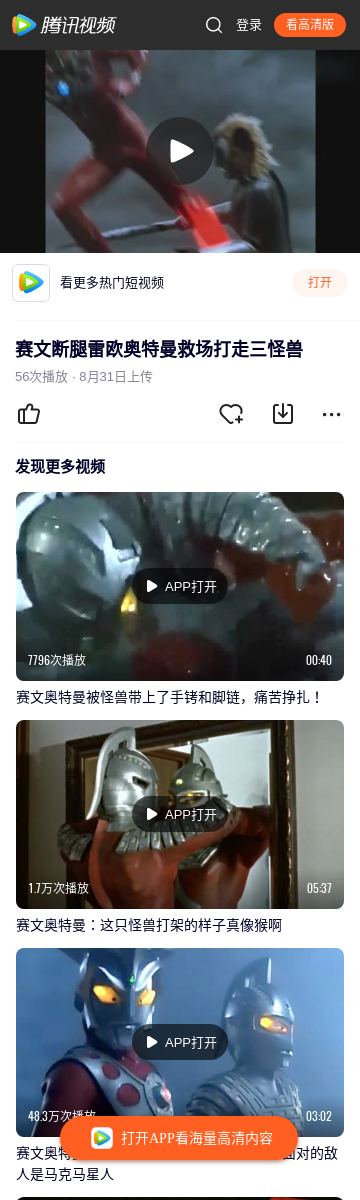 腾讯视频
登录
看高清版
看更多热门短视频
打开
赛文断腿雷欧奥特曼救场打走三怪兽
56次播放 · 8月31日上传
发现更多视频
APP打开
7796次播放
00:40
赛文奥特曼被怪兽带上了手铐和脚链，痛苦挣扎！
APP打开
1.7万次播放
05:37
赛文奥特曼：这只怪兽打架的样子真像猴啊
APP打开
48.3万次播放
03:02
打开APP看海量高清内容
赛文奥
面对的敌
人是马克马星人